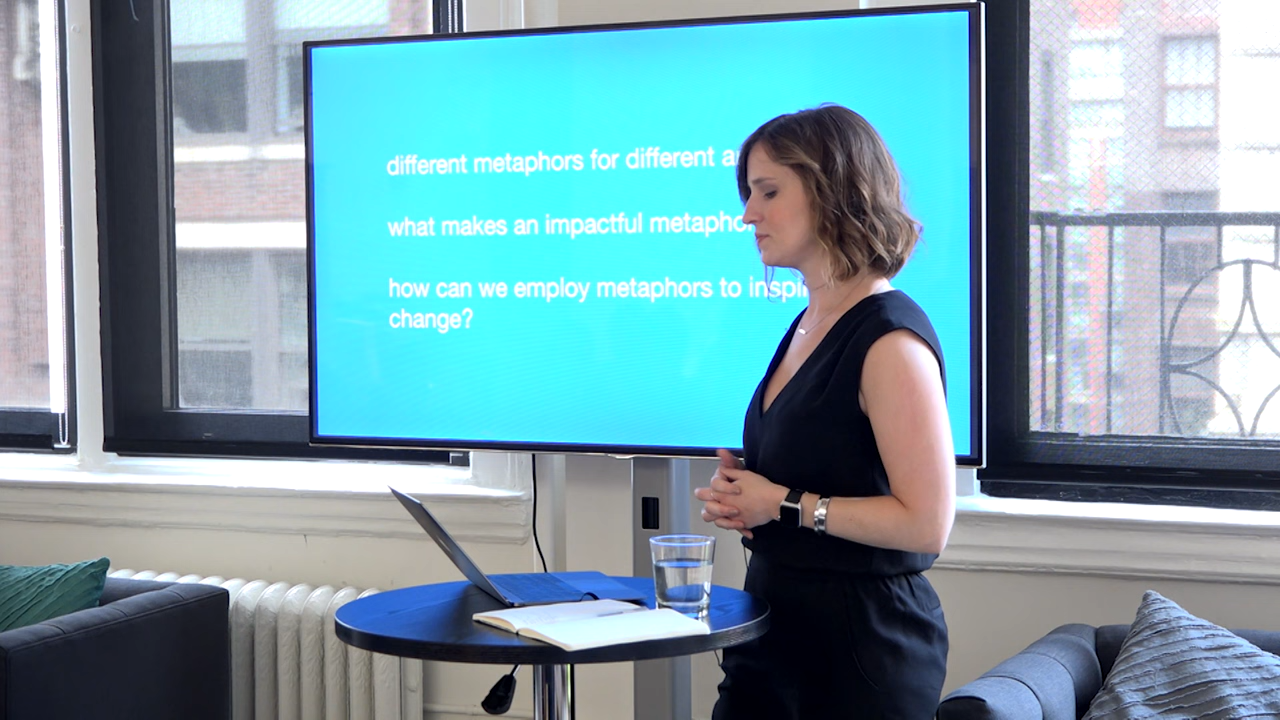 different metaphors for different
what makes an impactful
how can we employ metaphors to
change?